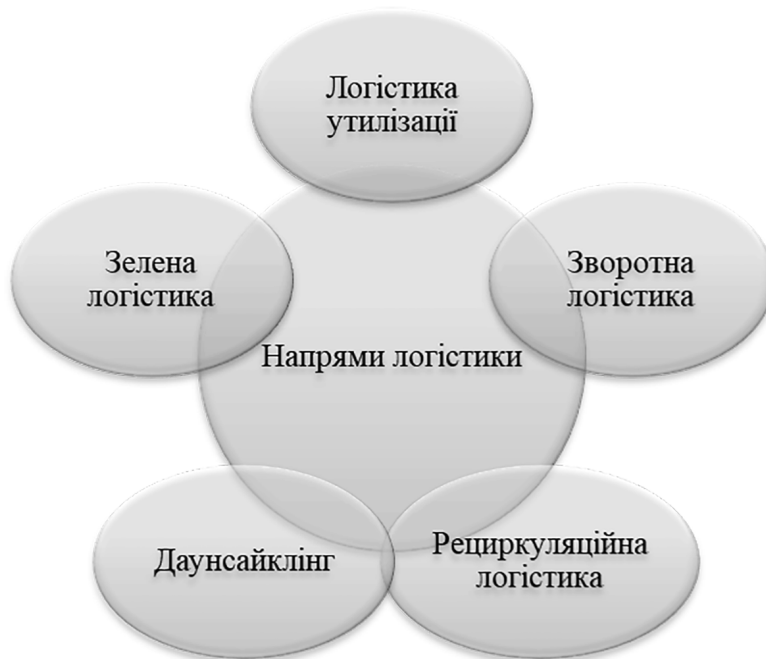 Логістика
утилізації
Зелена
логістика
Зворотна
логістика
Напрями логістики
Даунсайклінг
Рециркуляційна
логістика